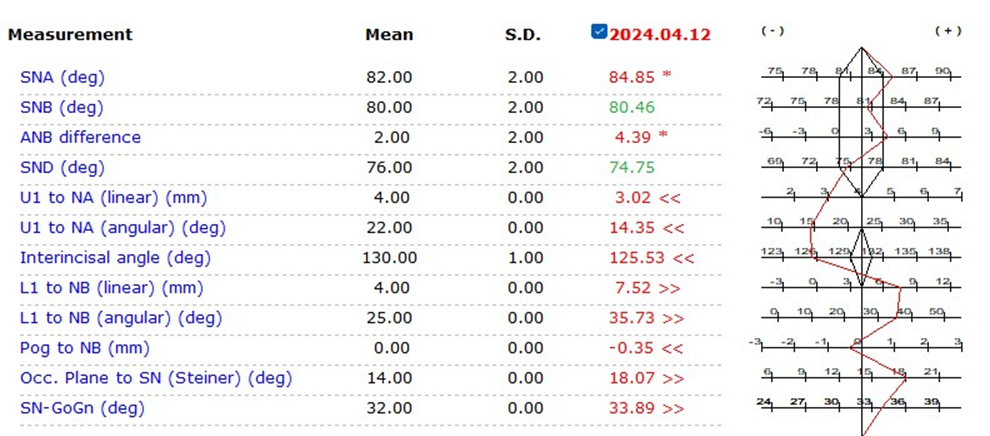 Measurement Mean S.D. 2024.04.12 (-) (+)
SNA (deg) 82.00 2.00 84.85 * 75 78 81 84 87 90
SNB (deg) 80.00 2.00 80.46 72 75 78 81 84 87
ANB difference 2.00 2.00 4.39 * -6 -3 0 3 6 9
SND (deg) 76.00 2.00 74.75 69 72 75 78 81 84
U1 to NA (linear) (mm) 4.00 0.00 3.02 << 2 3 5 6 7
U1 to NA (angular) (deg) 22.00 0.00 14.35 << 10 15 20 25 30 35
Interincisal angle (deg) 130.00 1.00 125.53 << 123 126 129 132 135 138
L1 to NB (linear) (mm) 4.00 0.00 7.52 >> -3 0 3 6 9 12
L1 to NB (angular) (deg) 25.00 0.00 35.73 >> 0 10 20 30 40 50
Pog to NB (mm) 0.00 0.00 -0.35 << -3 -2 -1 0 1 2 3
Occ. Plane to SN (Steiner) (deg) 14.00 0.00 18.07 >> 6 9 12 15 18 21
SN-GoGn (deg) 32.00 0.00 33.89 >> 24 27 30 33 36 39